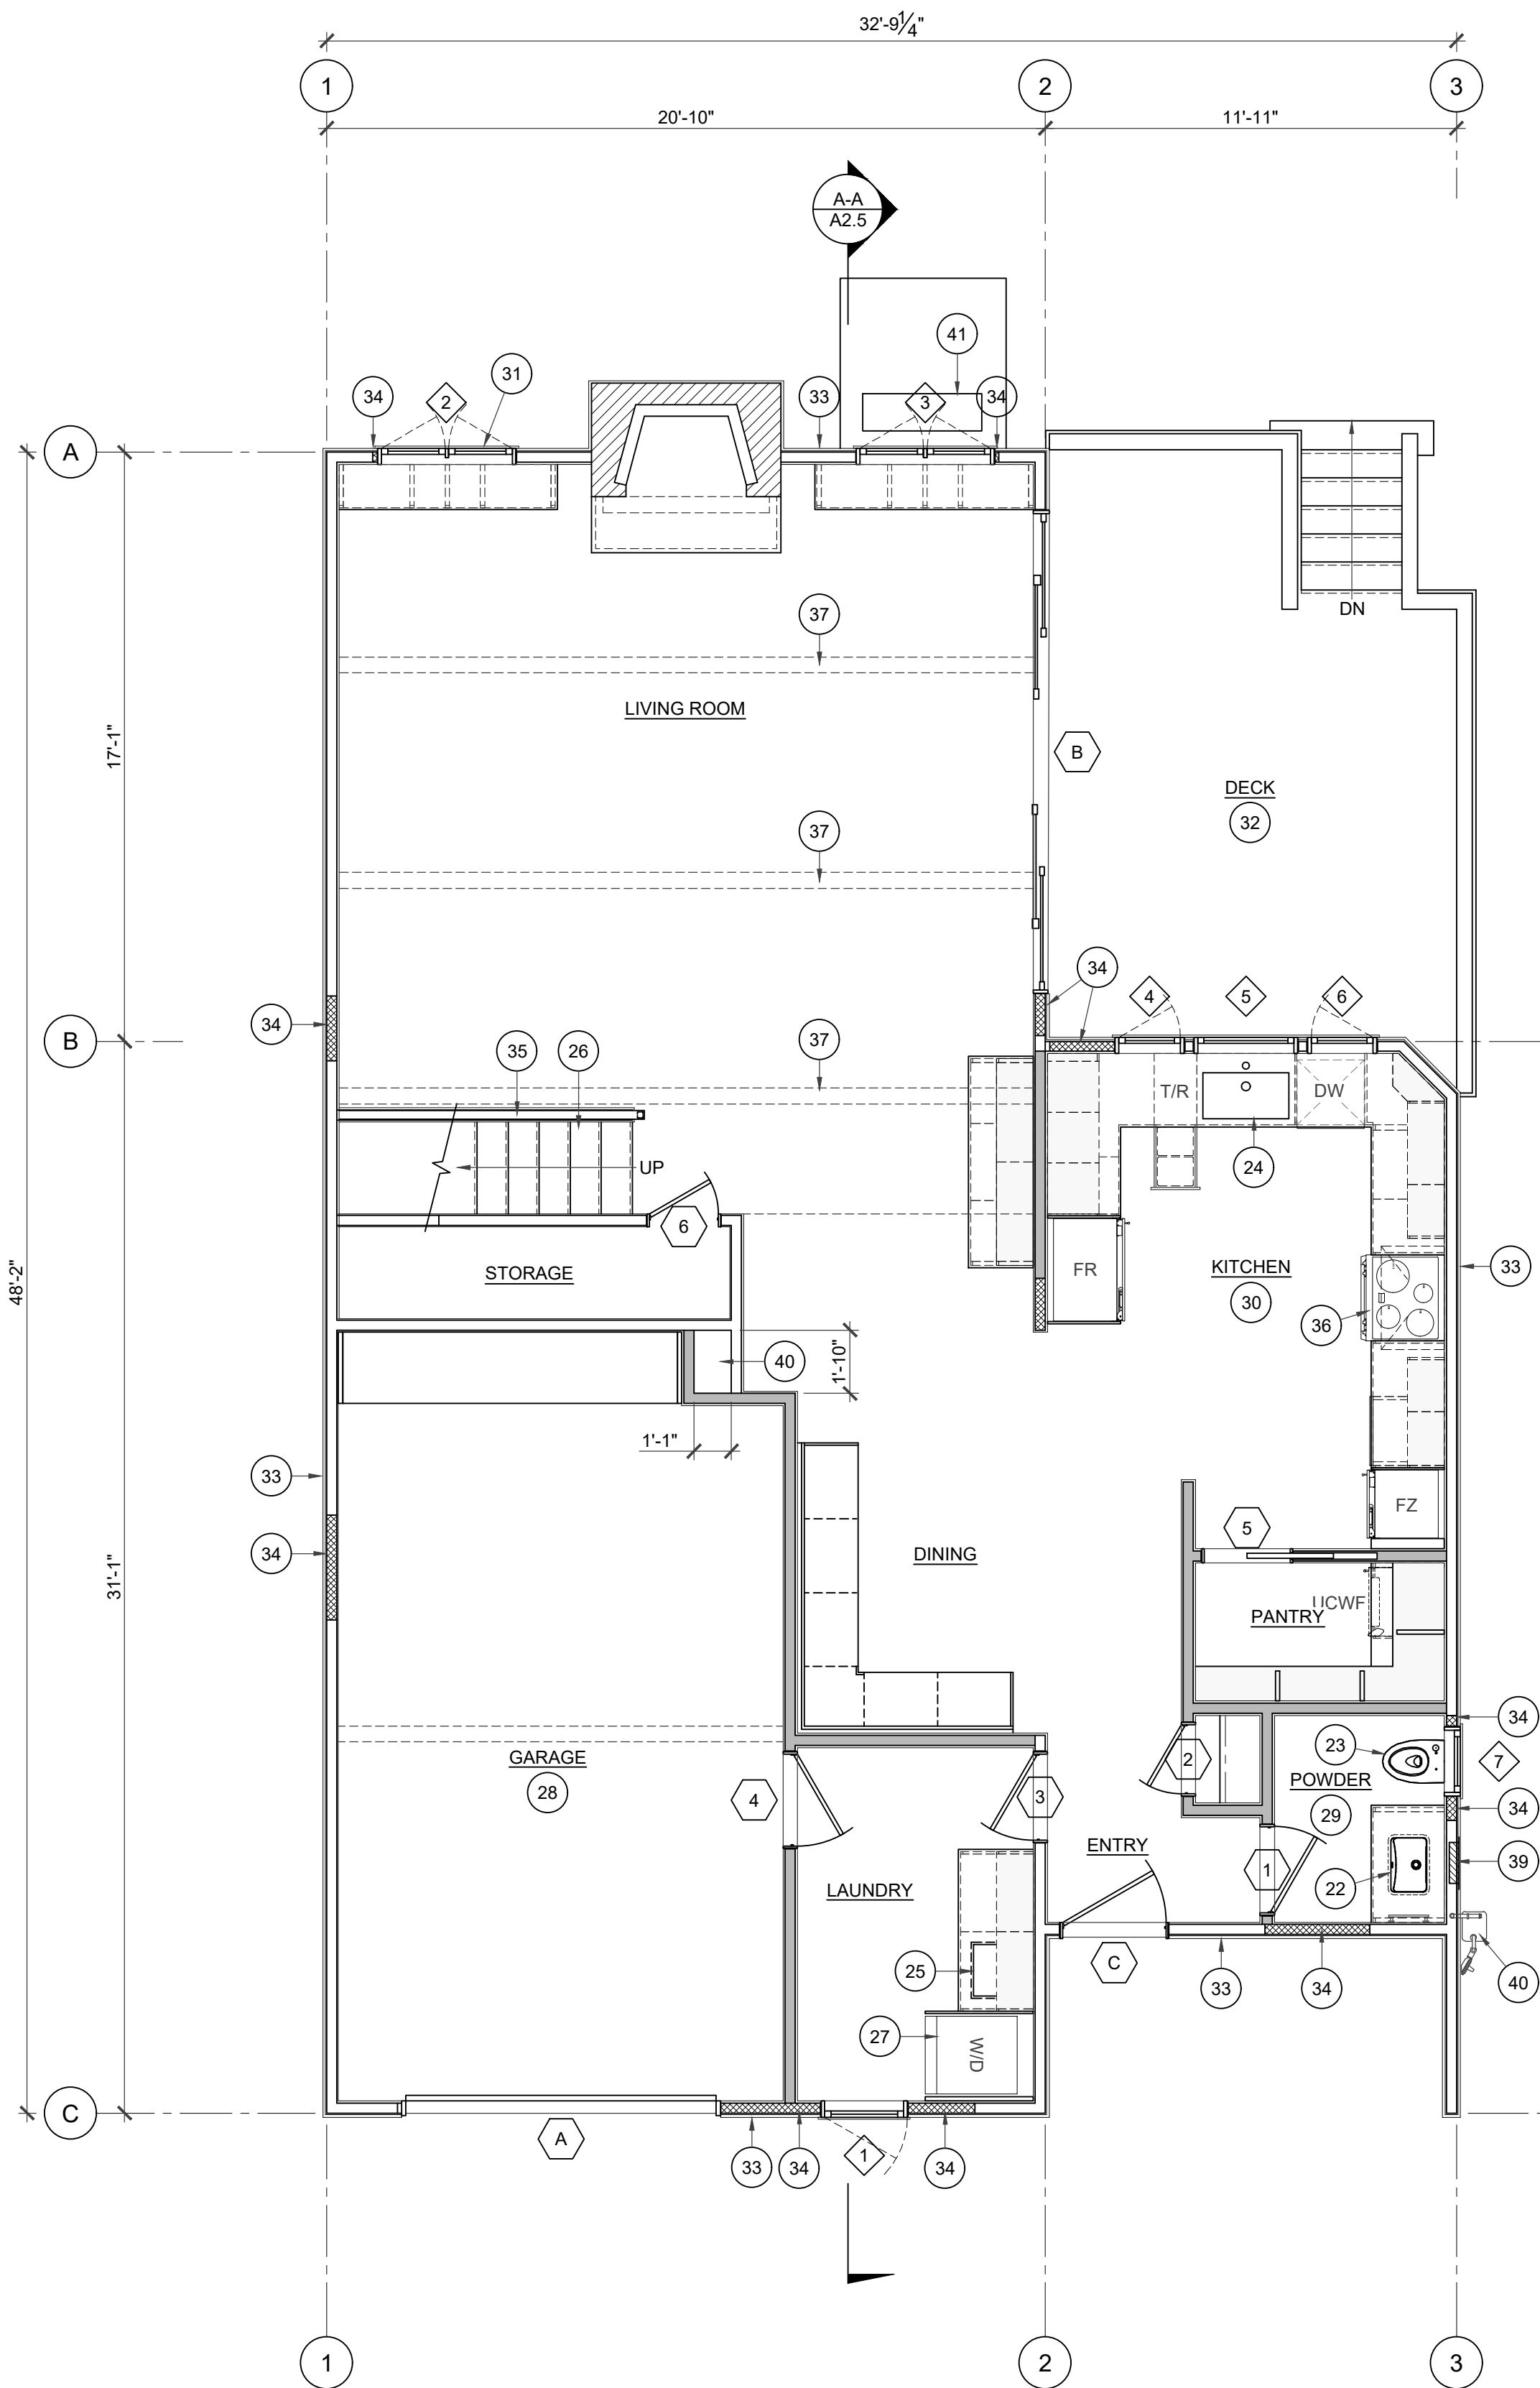 32'-9 1/4"
1
2
3
20'-10"
11'-11"
A-A
A2.5
41
34
2
31
33
3
34
A
37
DN
LIVING ROOM
17'-1"
B
DECK
32
37
34
4
5
6
34
B
35
26
37
T/R
DW
24
UP
6
FR
KITCHEN
30
33
STORAGE
48'-2"
36
40
1'-10"
1'-1"
33
FZ
5
34
DINING
31'-1"
UCWF
PANTRY
34
GARAGE
28
4
3
2
23
POWDER
29
7
34
ENTRY
1
39
LAUNDRY
22
25
C
33
34
40
27
W/D
C
A
33
34
1
34
1
2
3